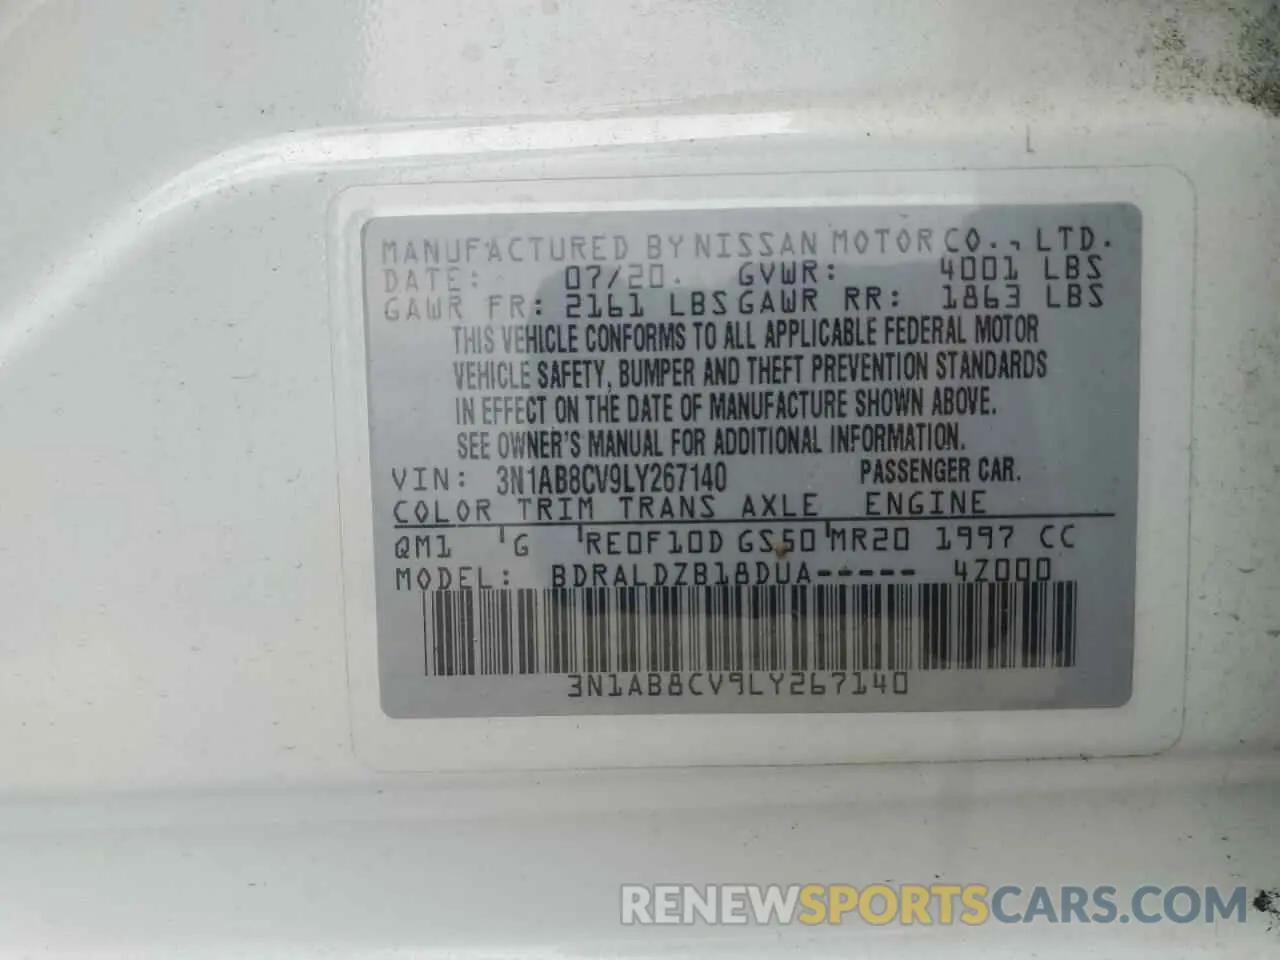 MANUFACTURED BY NISSAN MOTOR CO., LTD.
DATE: 07/20. GVWR: 4001 LBS
GAWR FR: 2161 LBS GAWR RR: 1863 LBS
THIS VEHICLE CONFORMS TO ALL APPLICABLE FEDERAL MOTOR
VEHICLE SAFETY, BUMPER AND THEFT PREVENTION STANDARDS
IN EFFECT ON THE DATE OF MANUFACTURE SHOWN ABOVE.
SEE OWNER'S MANUAL FOR ADDITIONAL INFORMATION.
VIN: 3N1AB8CV9LY267140 PASSENGER CAR.
COLOR TRIM TRANS AXLE ENGINE
QM1 G RE0F10D GS50 MR20 1997 CC
MODEL: BDRALDZB18DUA----- 4Z000
3N1AB8CV9LY267140
RENEWSPORTSCARS.COM